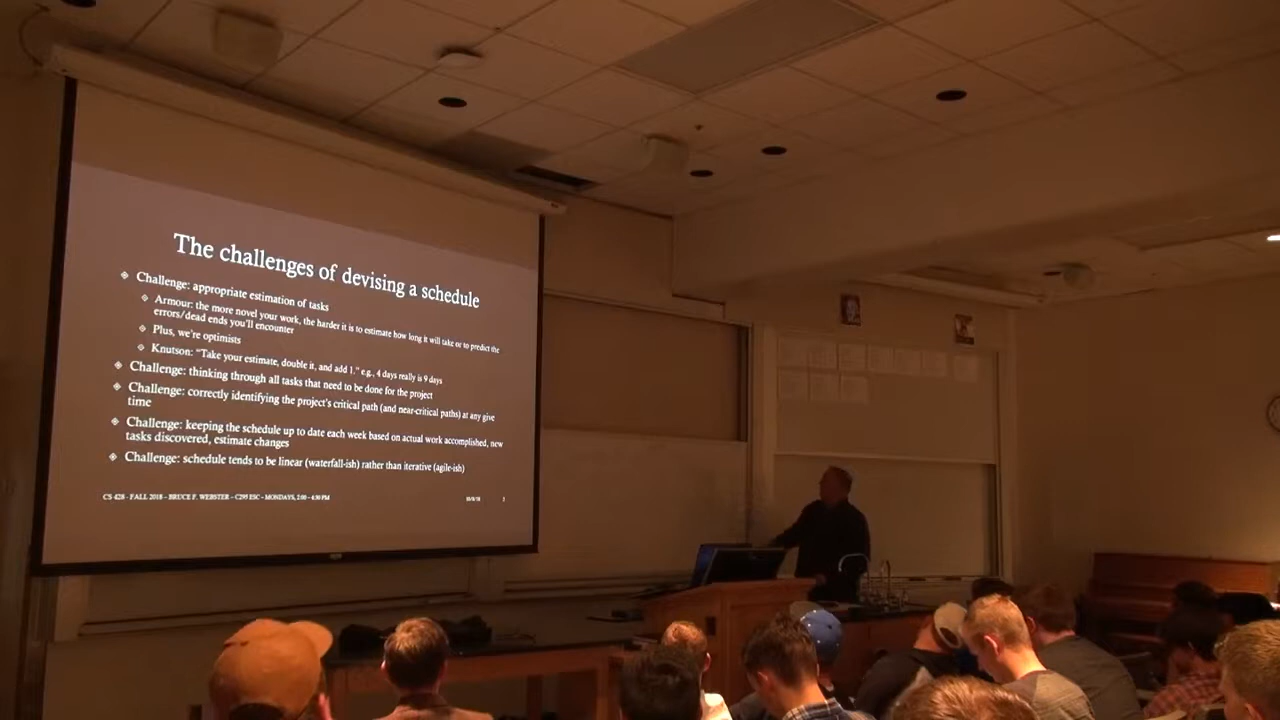 The challenges of devising a schedule
Challenge: appropriate estimation of tasks
Armour: the more novel your work, the harder it is to estimate how long it will take or to predict the
errors/dead ends you'll encounter
Plus, we're optimists
Knutson: "Take your estimate, double it, and add 1." e.g., 4 days really is 9 days
Challenge: thinking through all tasks that need to be done for the project
Challenge: correctly identifying the project's critical path (and near-critical paths) at any give
time
Challenge: keeping the schedule up to date each week based on actual work accomplished, new
tasks discovered, estimate changes
Challenge: schedule tends to be linear (waterfall-ish) rather than iterative (agile-ish)
CS 428 - FALL 2018 - BRUCE F. WEBSTER - C295 ESC - MONDAYS, 2:00 - 4:30 PM